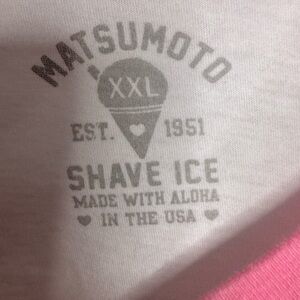 MATSUMOTO
XXL
EST. 1951
SHAVE ICE
MADE WITH ALOHA
IN THE USA